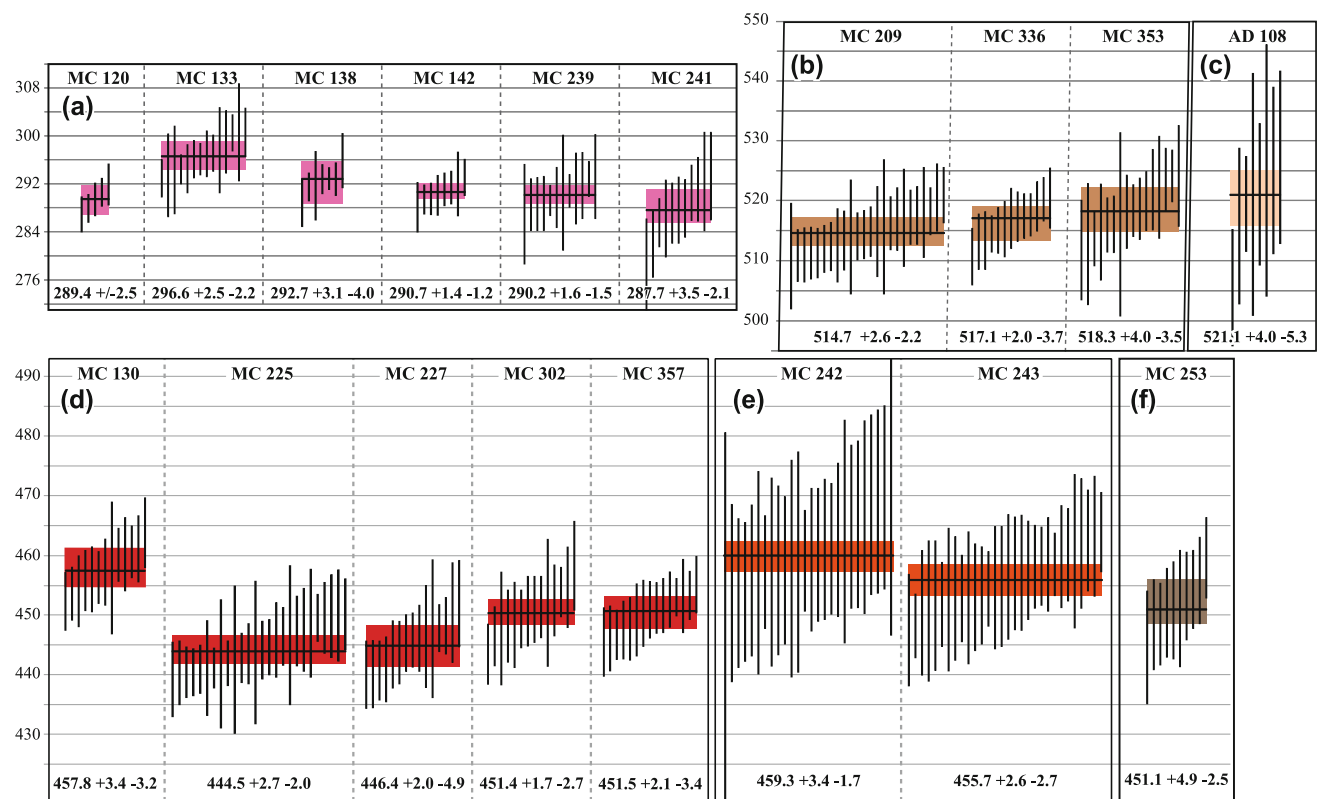 MC 120 MC 133 MC 138 MC 142 MC 239 MC 241
(a)
308
300
292
284
276
289.4 +/-2.5 296.6 +2.5 -2.2 292.7 +3.1 -4.0 290.7 +1.4 -1.2 290.2 +1.6 -1.5 287.7 +3.5 -2.1
550
MC 209 MC 336 MC 353 AD 108
(b) (c)
540
530
520
510
500
514.7 +2.6 -2.2 517.1 +2.0 -3.7 518.3 +4.0 -3.5 521.1 +4.0 -5.3
490 MC 130 MC 225 MC 227 MC 302 MC 357 MC 242 MC 243 MC 253
(d) (e) (f)
480
470
460
450
440
430
457.8 +3.4 -3.2 444.5 +2.7 -2.0 446.4 +2.0 -4.9 451.4 +1.7 -2.7 451.5 +2.1 -3.4 459.3 +3.4 -1.7 455.7 +2.6 -2.7 451.1 +4.9 -2.5